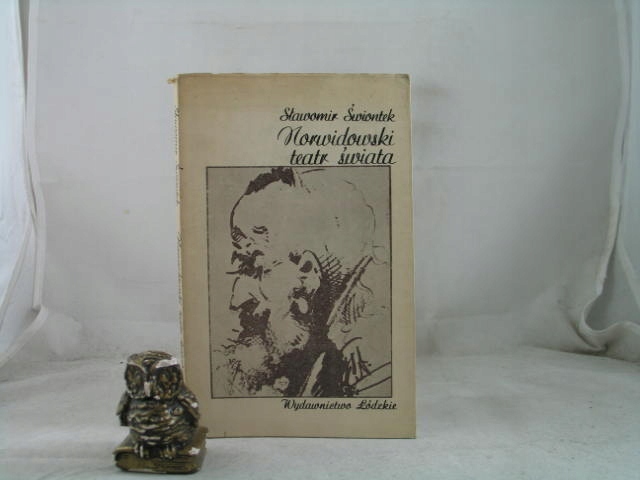 Sławomir Świontek
Norwidowski
teatr świata
Wydawnictwo Łódzkie